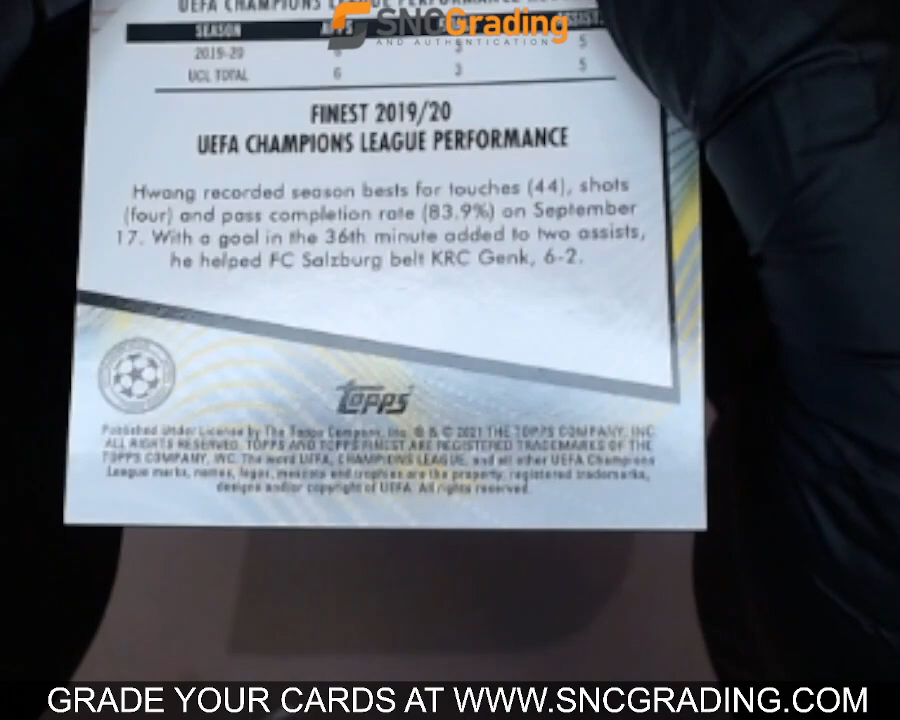 UEFA CHAMPIONS
SNCGrading
AND AUTHENTICATION
SEASON
2019-20 6 3 5
UCL TOTAL 6 3 5
FINEST 2019/20
UEFA CHAMPIONS LEAGUE PERFORMANCE
Hwang recorded season bests for touches (44), shots
(four) and pass completion rate (83.9%) on September
17. With a goal in the 36th minute added to two assists,
he helped FC Salzburg belt KRC Genk, 6-2.
Topps
Published Under License by The Topps Company, Inc. ® & © 2021 THE TOPPS COMPANY, INC.
ALL RIGHTS RESERVED. TOPPS AND TOPPS FINEST ARE REGISTERED TRADEMARKS OF THE
TOPPS COMPANY, INC. The word UEFA, CHAMPIONS LEAGUE, and all other UEFA Champions
League marks, names, logos, mascots and trophies are the property, registered trademarks,
designs and/or copyright of UEFA. All rights reserved.
GRADE YOUR CARDS AT WWW.SNCGRADING.COM